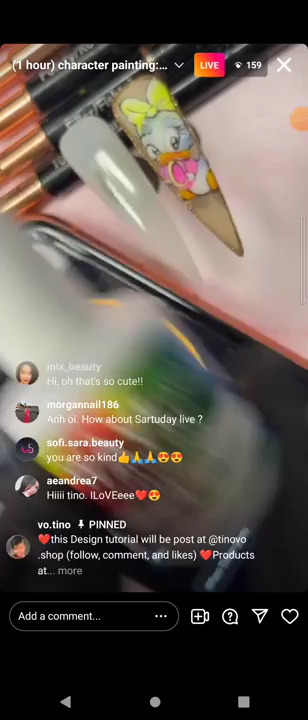 (1 hour) character painting:...
LIVE
159
mix_beauty
Hi, oh that's so cute!!
morgannail186
Anh oi. How about Sartuday live ?
sofi.sara.beauty
you are so kind👍🙏🙏😍😍
aeandrea7
Hiiii tino. ILoVEeee❤️😍
vo.tino 📌 PINNED
❤️this Design tutorial will be post at @tinovo
.shop (follow, comment, and likes) ❤️Products
at... more
Add a comment...